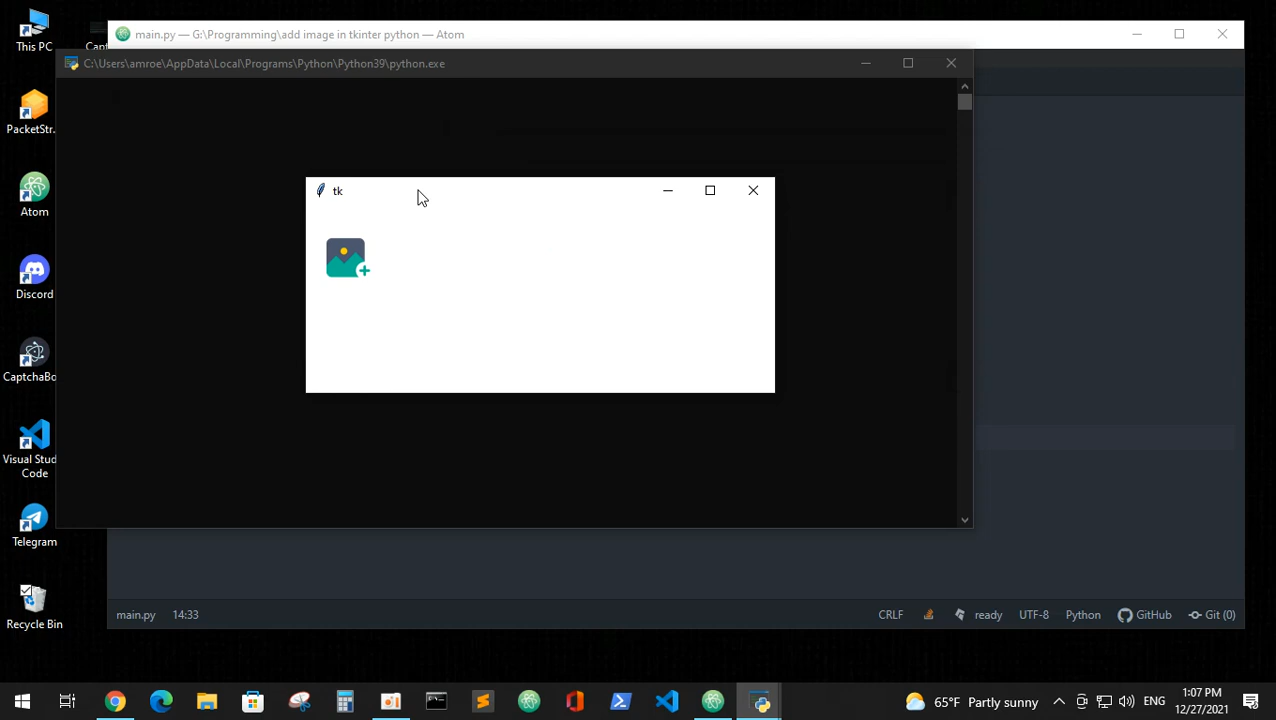 This PC
Capt
main.py — G:\Programming\add image in tkinter python — Atom
C:\Users\amroe\AppData\Local\Programs\Python\Python39\python.exe
PacketStr.
tk
Atom
Discord
CaptchaBo
Visual Stud
Code
Telegram
Recycle Bin
main.py 14:33 CRLF ready UTF-8 Python GitHub Git (0)
65°F Partly sunny ENG 1:07 PM
12/27/2021